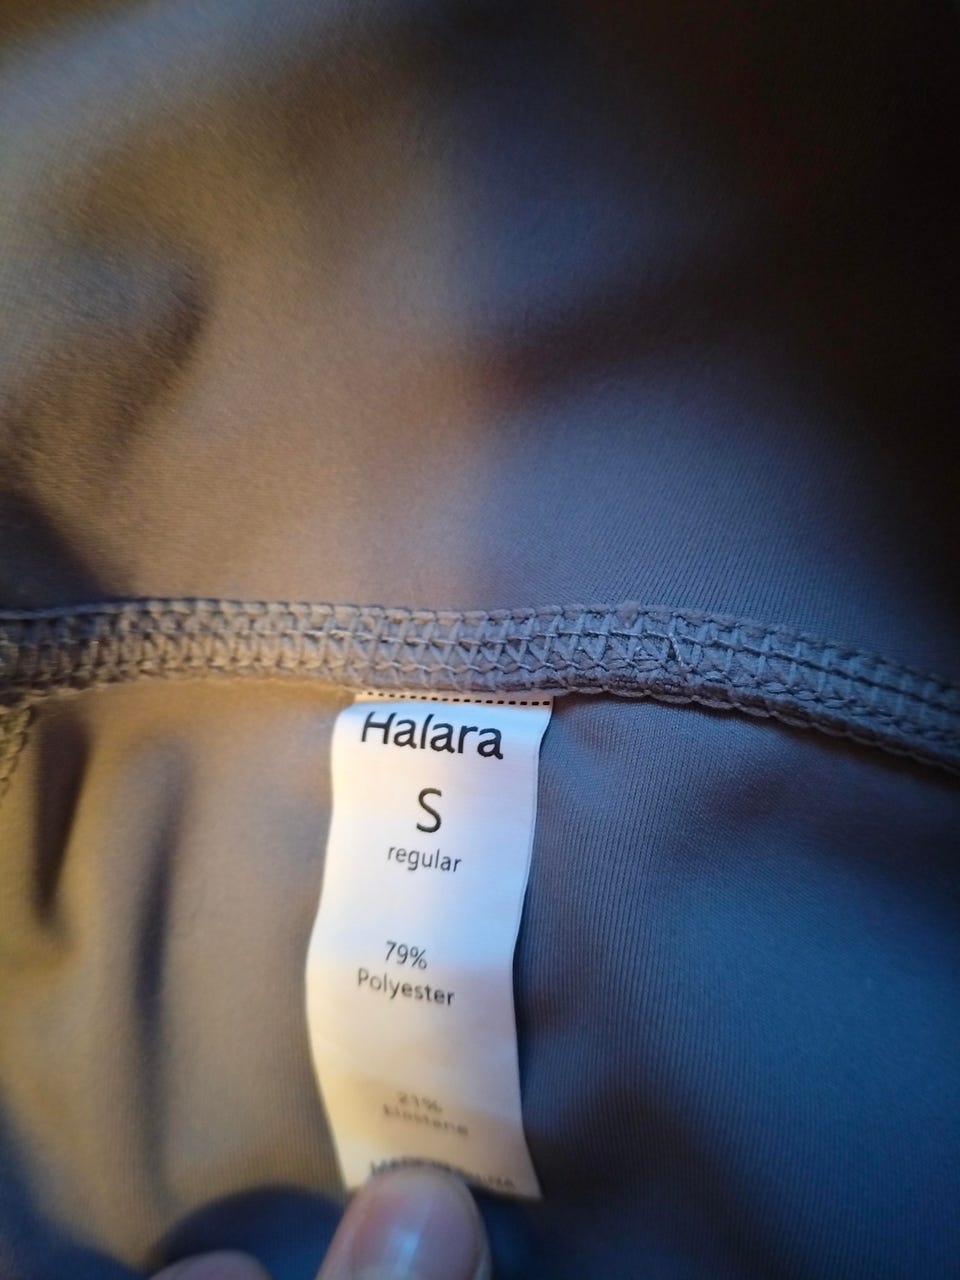 Halara
S
regular
79%
Polyester
21%
Elastane